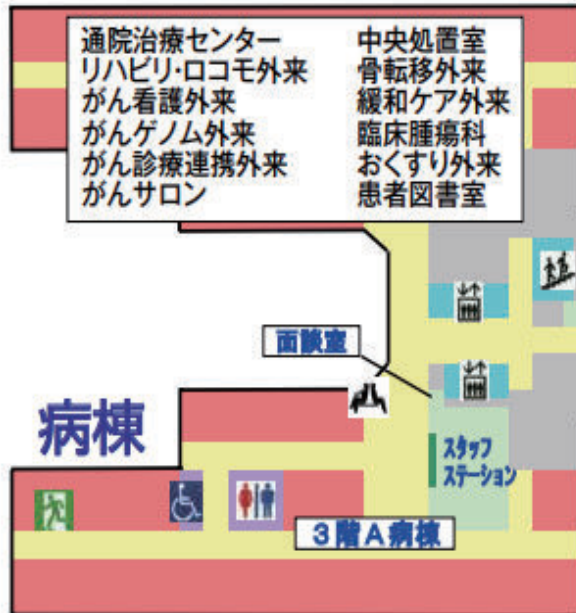 通院治療センター
リハビリ・ロコモ外来
がん看護外来
がんゲノム外来
がん診療連携外来
がんサロン
中央処置室
骨転移外来
緩和ケア外来
臨床腫瘍科
おくすり外来
患者図書室
面談室
病棟
スタッフ
ステーション
3階A病棟